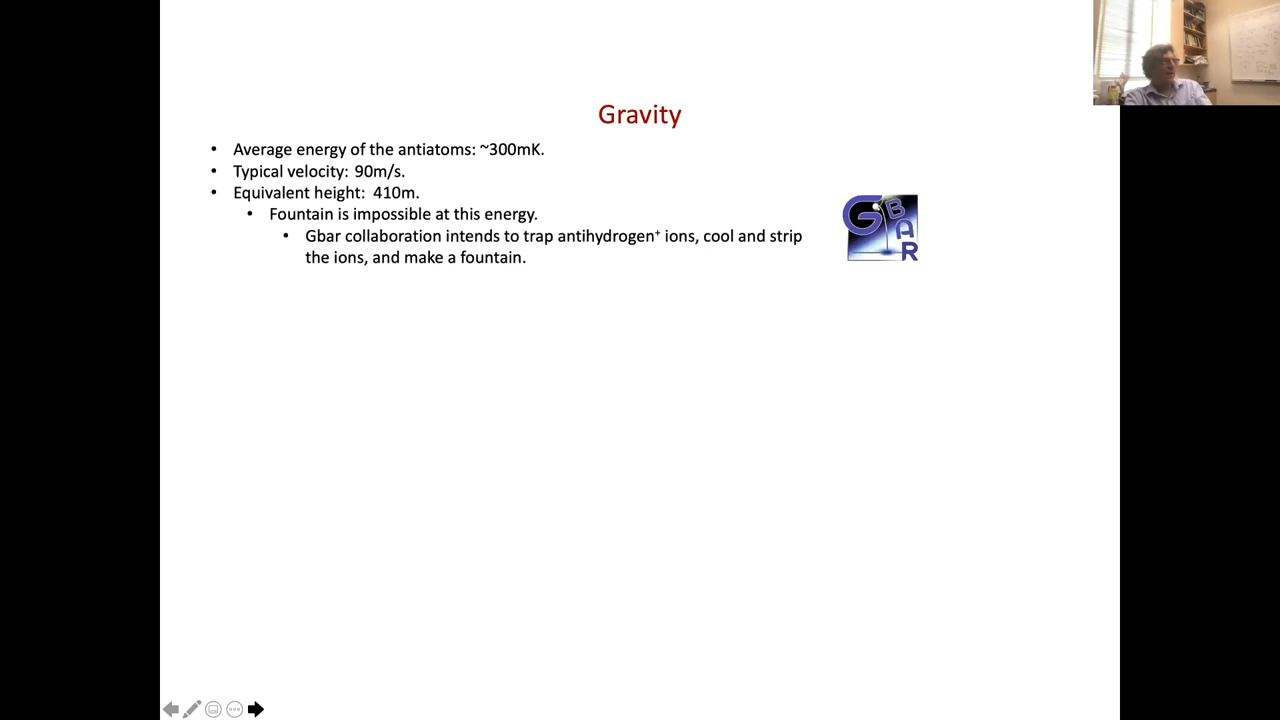 Gravity
• Average energy of the antiatoms: ~300mK.
• Typical velocity: 90m/s.
• Equivalent height: 410m.
• Fountain is impossible at this energy.
• Gbar collaboration intends to trap antihydrogen⁺ ions, cool and strip
the ions, and make a fountain.
GBAR